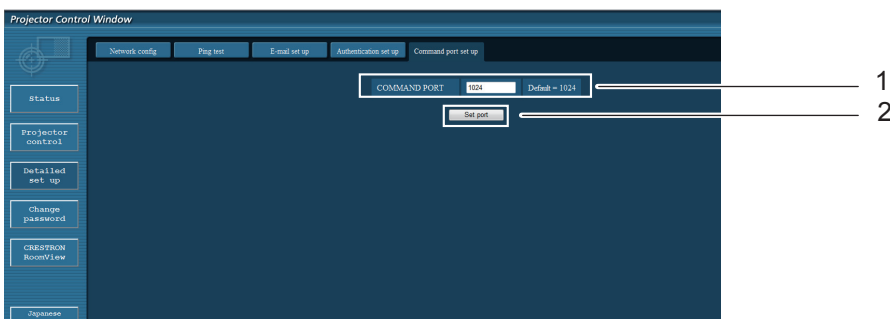 Projector Control Window
Network config Ping test E-mail set up Authentication set up Command port set up
COMMAND PORT 1024 Default = 1024 1
Set port 2
Status
Projector
control
Detailed
set up
Change
password
CRESTRON
RoomView
Japanese